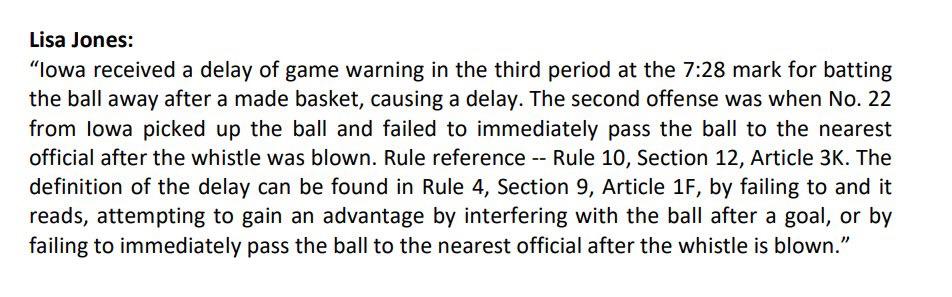 Lisa Jones:
“Iowa received a delay of game warning in the third period at the 7:28 mark for batting
the ball away after a made basket, causing a delay. The second offense was when No. 22
from Iowa picked up the ball and failed to immediately pass the ball to the nearest
official after the whistle was blown. Rule reference -- Rule 10, Section 12, Article 3K. The
definition of the delay can be found in Rule 4, Section 9, Article 1F, by failing to and it
reads, attempting to gain an advantage by interfering with the ball after a goal, or by
failing to immediately pass the ball to the nearest official after the whistle is blown.”